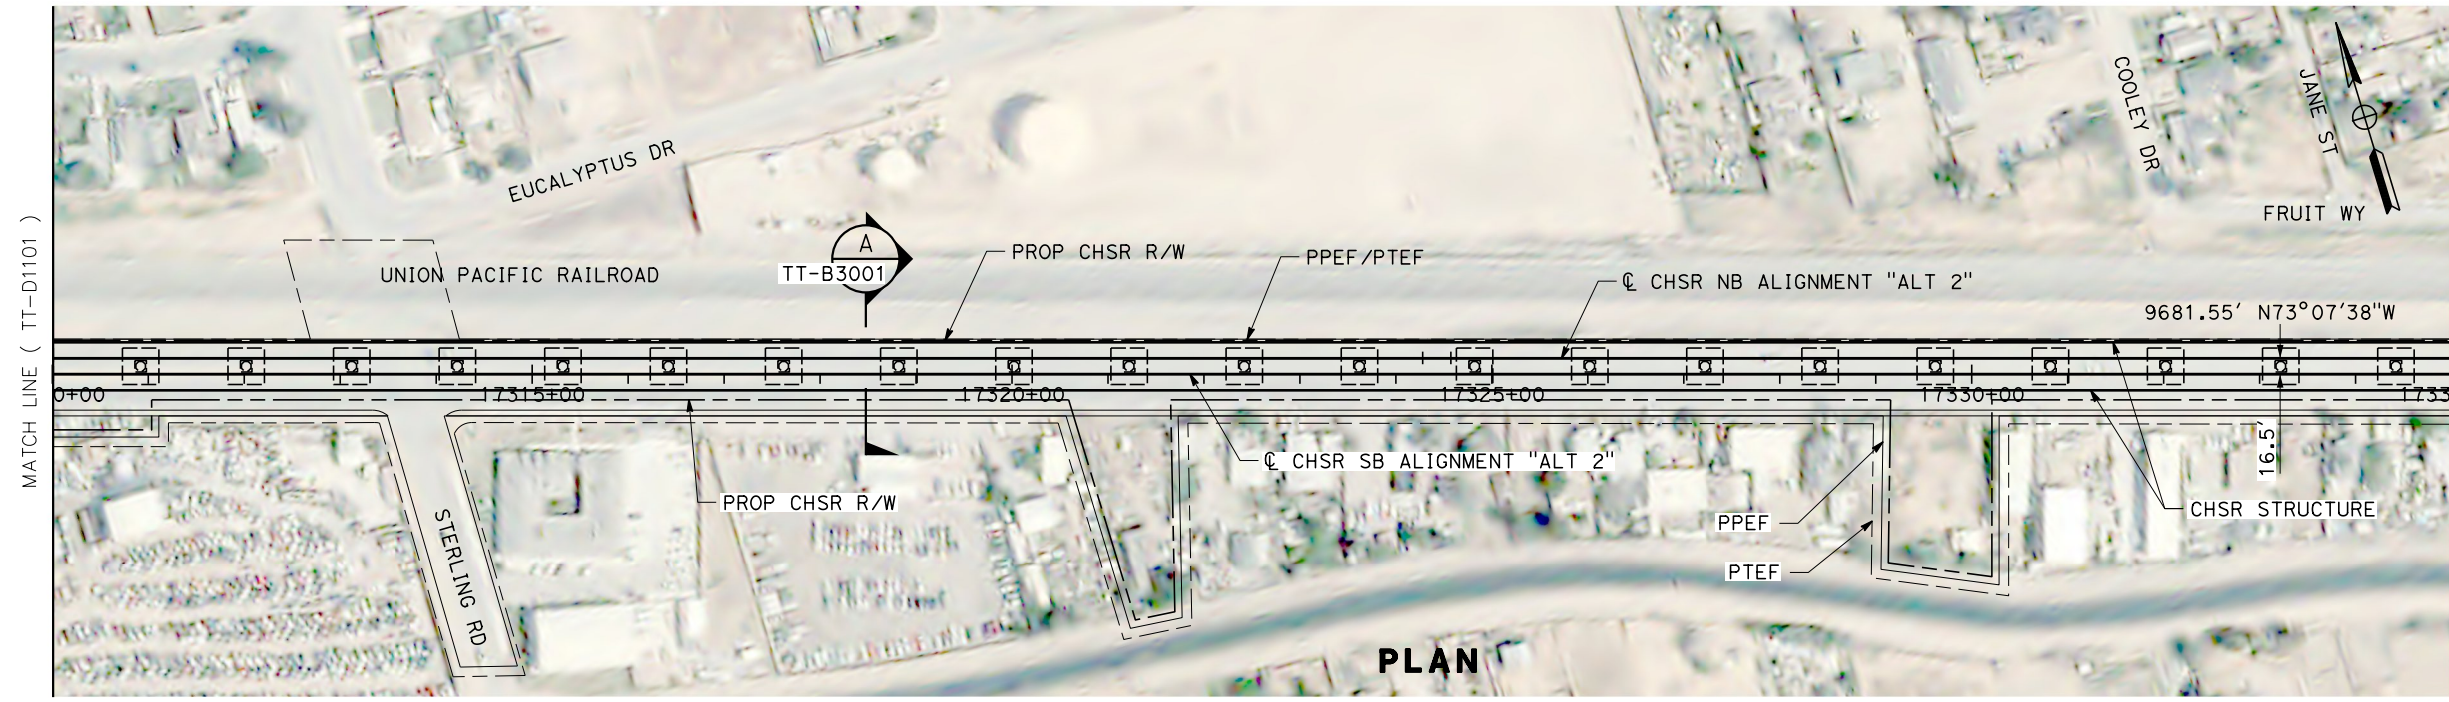 MATCH LINE ( TT-D1101 )
EUCALYPTUS DR
COOLEY DR
JANE ST
FRUIT WY
UNION PACIFIC RAILROAD
A
TT-B3001
PROP CHSR R/W
PPEF/PTEF
℄ CHSR NB ALIGNMENT "ALT 2"
9681.55' N73°07'38"W
0+00
17315+00
17320+00
17325+00
17330+00
1733
16.5'
℄ CHSR SB ALIGNMENT "ALT 2"
PROP CHSR R/W
STERLING RD
PPEF
PTEF
CHSR STRUCTURE
PLAN